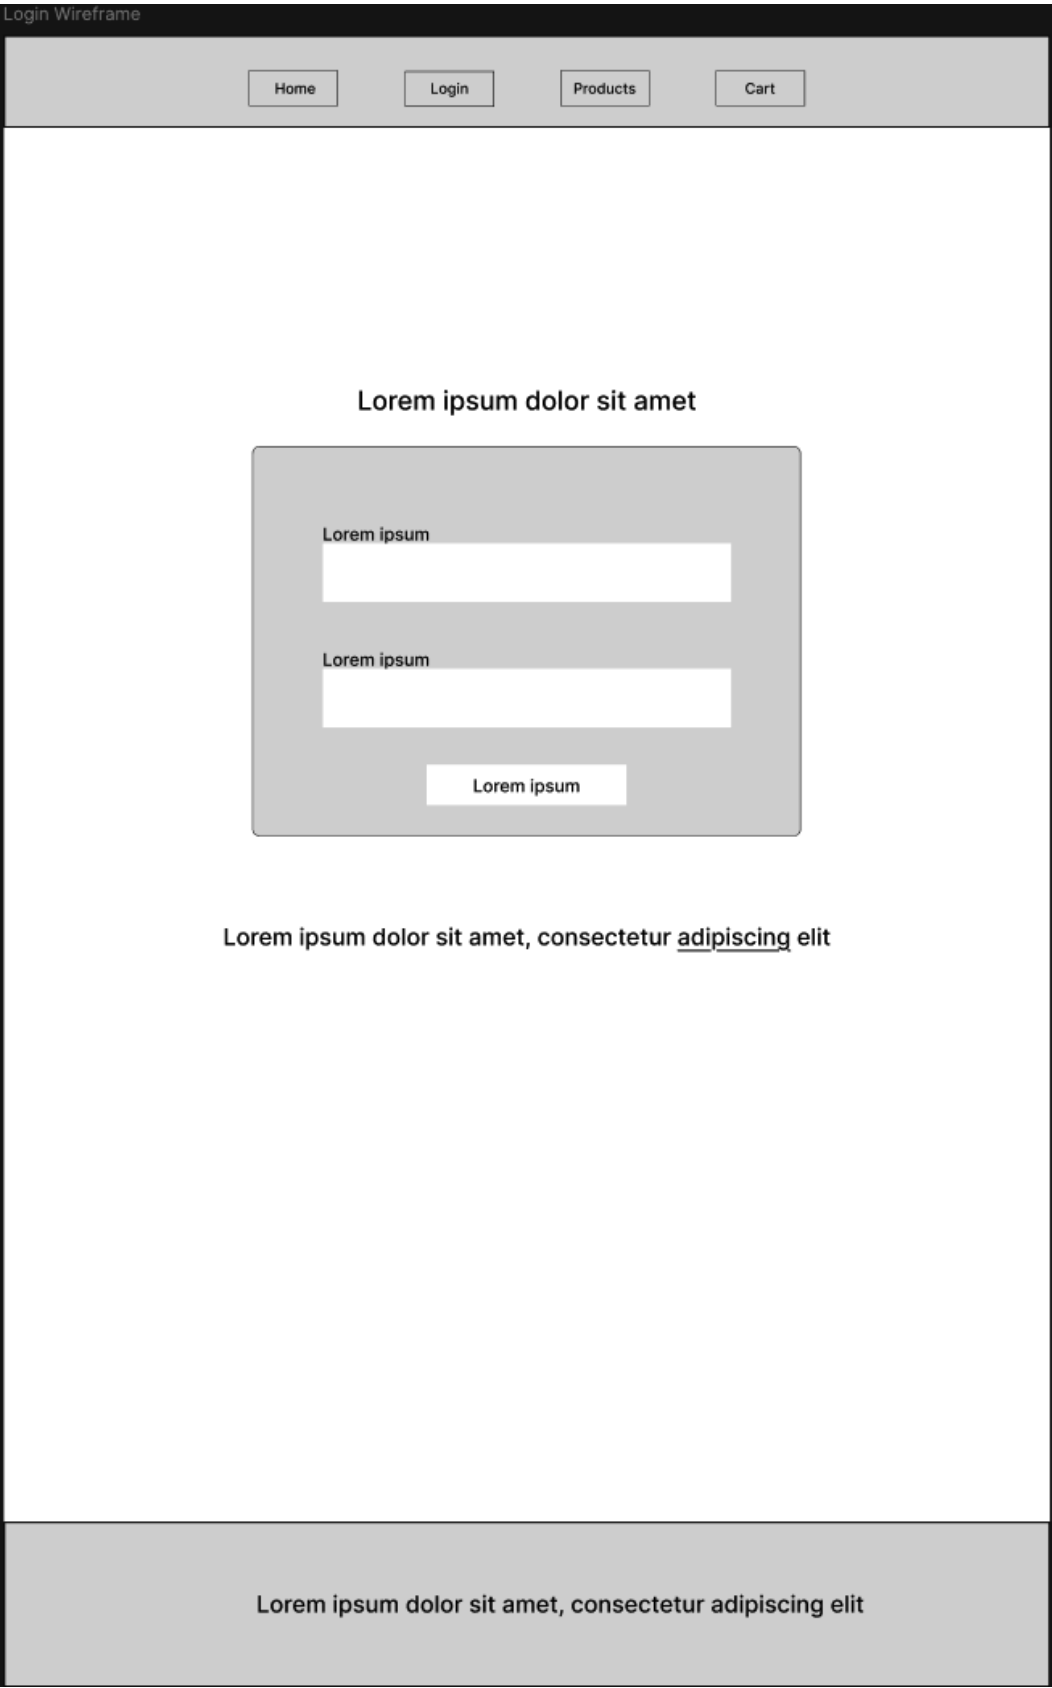 Login Wireframe
Home Login Products Cart
Lorem ipsum dolor sit amet
Lorem ipsum
Lorem ipsum
Lorem ipsum
Lorem ipsum dolor sit amet, consectetur adipiscing elit
Lorem ipsum dolor sit amet, consectetur adipiscing elit